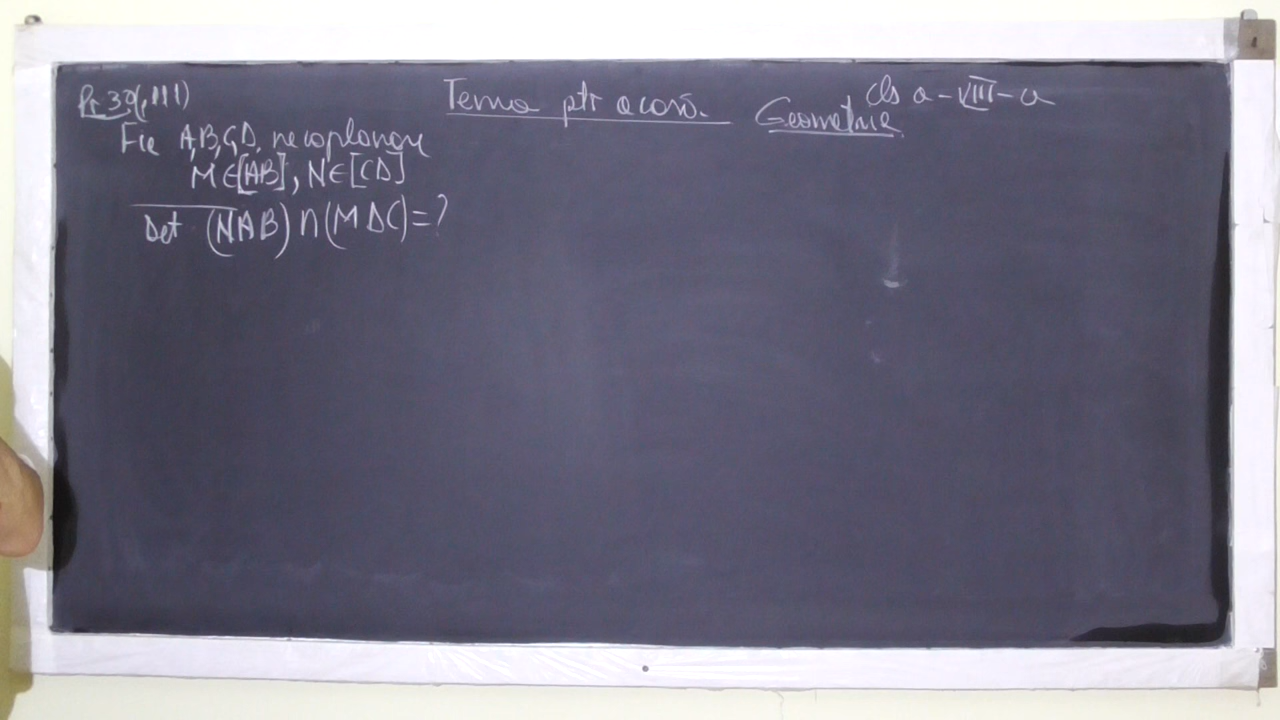 Tema ptr acasă. Geometrie cls a-VIII-a
Pr 39(, 111)
Fie A,B,C,D, necoplanare
M∈[AB], N∈[CD]
Det (NAB)∩(MDC)=?